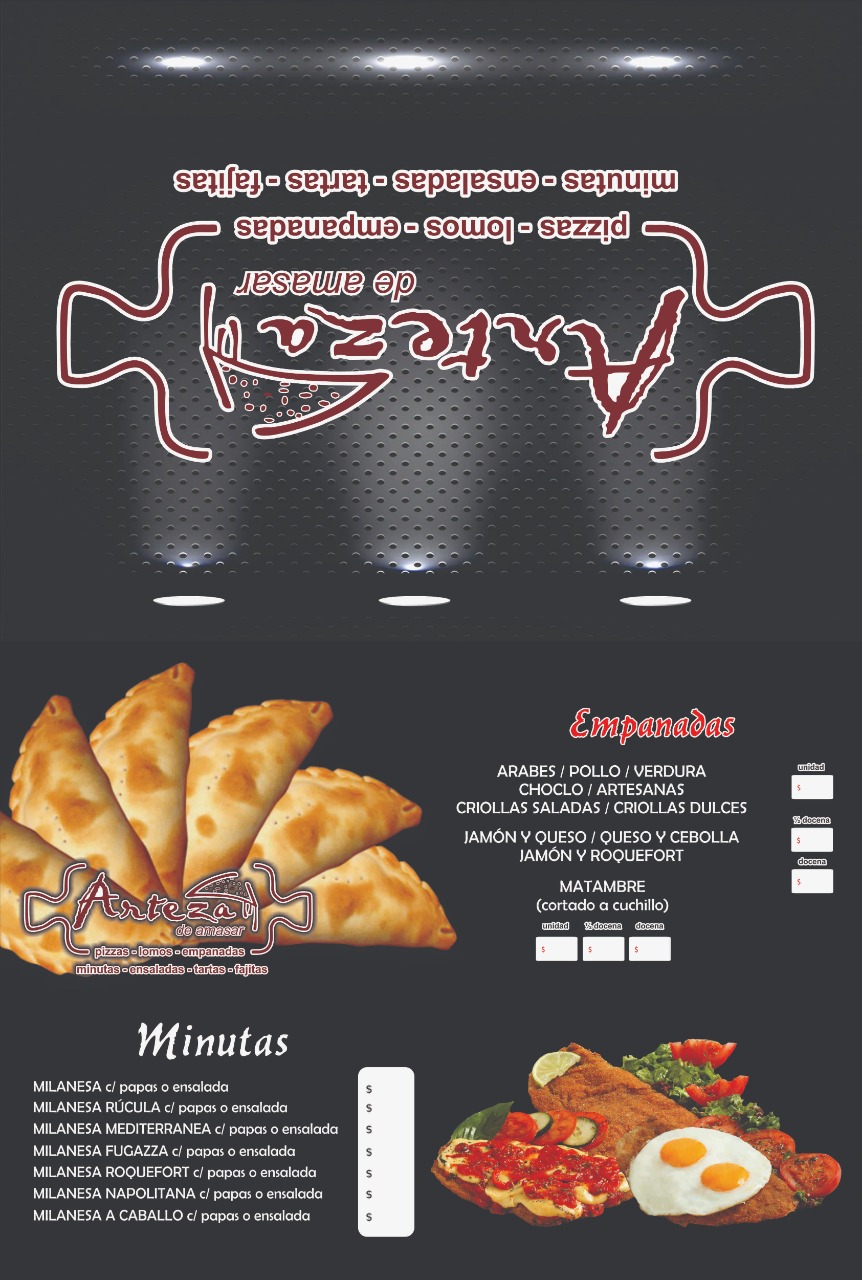 Arteza
de amasar
pizzas - lomos - empanadas
minutas - ensaladas - tartas - fajitas
Empanadas
ARABES / POLLO / VERDURA
CHOCLO / ARTESANAS
CRIOLLAS SALADAS / CRIOLLAS DULCES
JAMÓN Y QUESO / QUESO Y CEBOLLA
JAMÓN Y ROQUEFORT
MATAMBRE
(cortado a cuchillo)
unidad ½ docena docena
$ $ $
unidad
$
½ docena
$
docena
$
Arteza
de amasar
pizzas - lomos - empanadas
minutas - ensaladas - tartas - fajitas
Minutas
MILANESA c/ papas o ensalada $
MILANESA RÚCULA c/ papas o ensalada $
MILANESA MEDITERRANEA c/ papas o ensalada $
MILANESA FUGAZZA c/ papas o ensalada $
MILANESA ROQUEFORT c/ papas o ensalada $
MILANESA NAPOLITANA c/ papas o ensalada $
MILANESA A CABALLO c/ papas o ensalada $